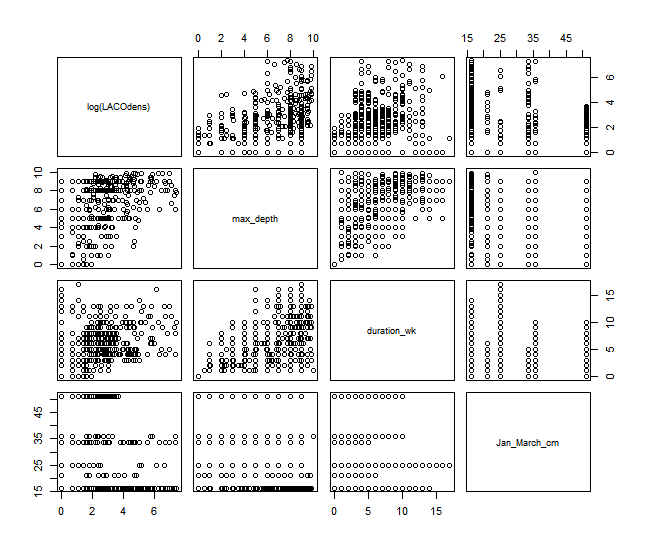 0 2 4 6 8 10
15 25 35 45
log(LACOdens)
0 2 4 6
max_depth
0 2 4 6 8 10
duration_wk
0 5 10 15
Jan_March_cm
15 25 35 45
0 2 4 6
0 5 10 15